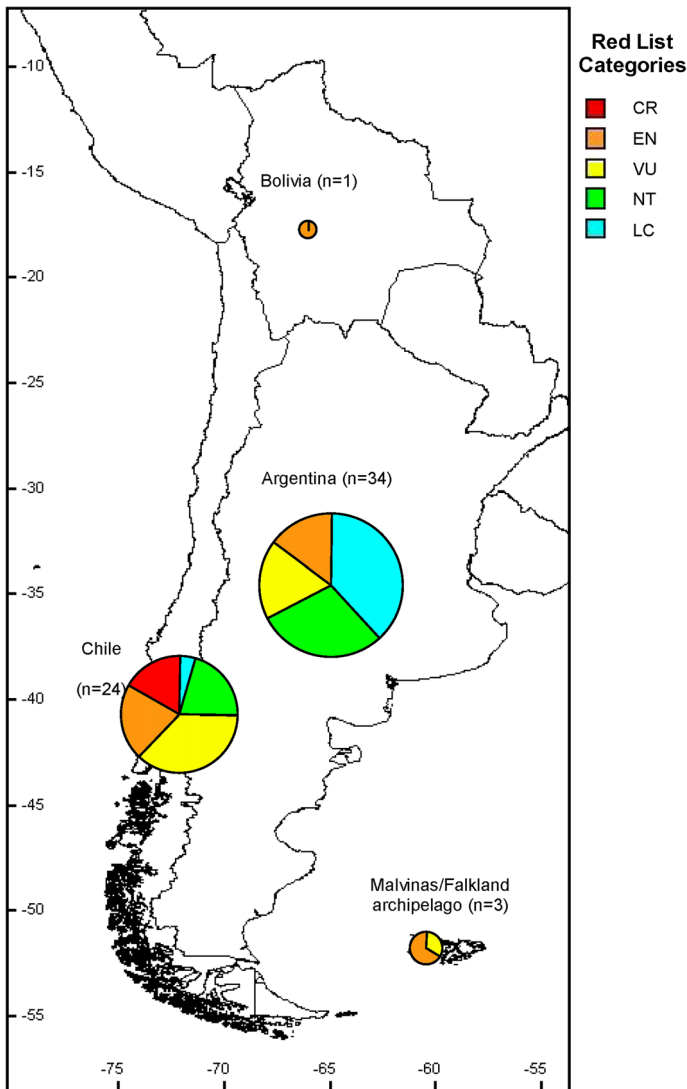 Red List
Categories
CR
EN
VU
NT
LC
-10
-15
-20
-25
-30
-35
-40
-45
-50
-55
Bolivia (n=1)
Argentina (n=34)
Chile
(n=24)
Malvinas/Falkland
archipelago (n=3)
-75
-70
-65
-60
-55